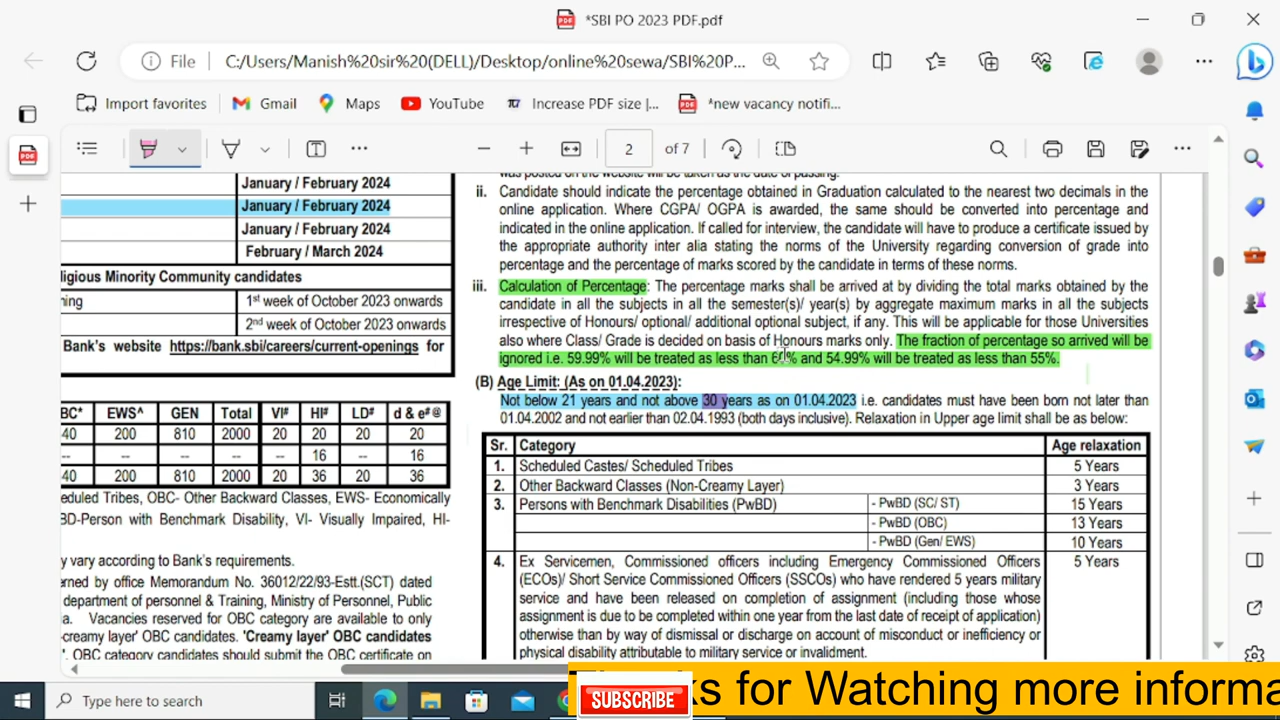 *SBI PO 2023 PDF.pdf
File C:/Users/Manish%20sir%20(DELL)/Desktop/online%20sewa/SBI%20P...
Import favorites Gmail Maps YouTube Increase PDF size |... *new vacancy notifi...
2 of 7
January / February 2024
January / February 2024
January / February 2024
February / March 2024
ligious Minority Community candidates
ning 1st week of October 2023 onwards
2nd week of October 2023 onwards
Bank's website https://bank.sbi/careers/current-openings for
BC* EWS^ GEN Total VI# HI# LD# d & e# @
40 200 810 2000 20 20 20 20
-- -- -- -- -- 16 -- 16
40 200 810 2000 20 36 20 36
eduled Tribes, OBC- Other Backward Classes, EWS- Economically
BD-Person with Benchmark Disability, VI- Visually Impaired, HI-
y vary according to Bank's requirements.
erned by office Memorandum No. 36012/22/93-Estt.(SCT) dated
department of personnel & Training, Ministry of Personnel, Public
a. Vacancies reserved for OBC category are available to only
-creamy layer' OBC candidates. 'Creamy layer' OBC candidates
'. OBC category candidates should submit the OBC certificate on
was posted on the website will be taken as the date of passing.
ii. Candidate should indicate the percentage obtained in Graduation calculated to the nearest two decimals in the
online application. Where CGPA/ OGPA is awarded, the same should be converted into percentage and
indicated in the online application. If called for interview, the candidate will have to produce a certificate issued by
the appropriate authority inter alia stating the norms of the University regarding conversion of grade into
percentage and the percentage of marks scored by the candidate in terms of these norms.
iii. Calculation of Percentage: The percentage marks shall be arrived at by dividing the total marks obtained by the
candidate in all the subjects in all the semester(s)/ year(s) by aggregate maximum marks in all the subjects
irrespective of Honours/ optional/ additional optional subject, if any. This will be applicable for those Universities
also where Class/ Grade is decided on basis of Honours marks only. The fraction of percentage so arrived will be
ignored i.e. 59.99% will be treated as less than 60% and 54.99% will be treated as less than 55%.
(B) Age Limit: (As on 01.04.2023):
Not below 21 years and not above 30 years as on 01.04.2023 i.e. candidates must have been born not later than
01.04.2002 and not earlier than 02.04.1993 (both days inclusive). Relaxation in Upper age limit shall be as below:
Sr. Category Age relaxation
1. Scheduled Castes/ Scheduled Tribes 5 Years
2. Other Backward Classes (Non-Creamy Layer) 3 Years
3. Persons with Benchmark Disabilities (PwBD) - PwBD (SC/ ST) 15 Years
- PwBD (OBC) 13 Years
- PwBD (Gen/ EWS) 10 Years
4. Ex Servicemen, Commissioned officers including Emergency Commissioned Officers 5 Years
(ECOs)/ Short Service Commissioned Officers (SSCOs) who have rendered 5 years military
service and have been released on completion of assignment (including those whose
assignment is due to be completed within one year from the last date of receipt of application)
otherwise than by way of dismissal or discharge on account of misconduct or inefficiency or
physical disability attributable to military service or invalidment.
Type here to search
SUBSCRIBE
s for Watching more informa